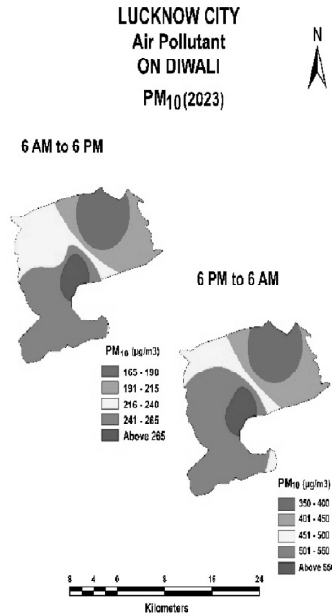 LUCKNOW CITY
Air Pollutant
ON DIWALI
PM10(2023)
N
6 AM to 6 PM
PM10 (µg/m3)
165 - 190
191 - 215
216 - 240
241 - 265
Above 265
6 PM to 6 AM
PM10 (µg/m3)
350 - 400
401 - 450
451 - 500
501 - 550
Above 550
8 4 6 8 16 24
Kilometers